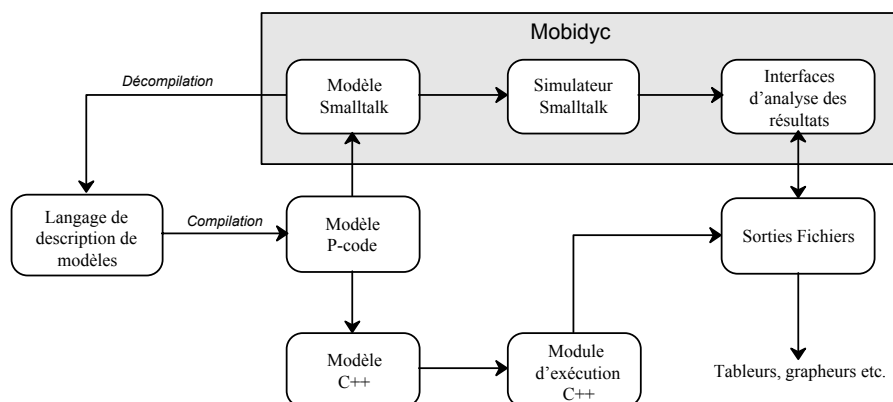 Mobidyc
Décompilation
Modèle
Smalltalk
Simulateur
Smalltalk
Interfaces
d'analyse des
résultats
Langage de
description de
modèles
Compilation
Modèle
P-code
Sorties Fichiers
Modèle
C++
Module
d'exécution
C++
Tableurs, grapheurs etc.